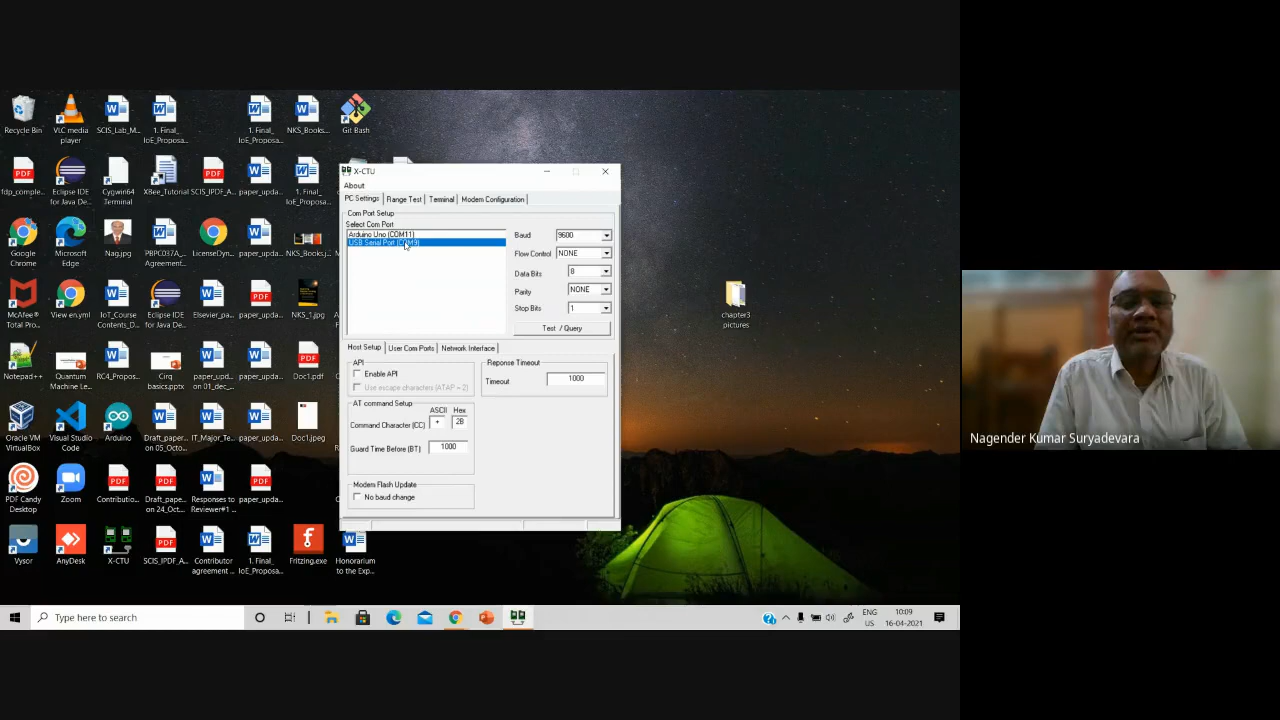 Recycle Bin
VLC media
player
SCIS_Lab_M...
1. Final_
IoE_Proposa...
1. Final_
IoE_Proposa...
NKS_Books...
Git Bash
fdp_comple...
Eclipse IDE
for Java De...
Cygwin64
Terminal
XBee_Tutorial
SCIS_IPDF_A...
paper_upda...
1. Final_
IoE_Proposa...
Google
Chrome
Microsoft
Edge
Nag.jpg
PBPC037A_
Agreement...
LicenseDyn...
paper_upda...
NKS_Books.j...
McAfee®
Total Pro...
View en.yml
IoT_Course
Contents_D...
Eclipse IDE
for Java De...
Elsevier_pa...
paper_upda...
NKS_1.jpg
Notepad++
Quantum
Machine Le...
RC4_Propos...
Cirq
basics.pptx
paper_upd...
on 01_dec_...
paper_upda...
Doc1.pdf
Oracle VM
VirtualBox
Visual Studio
Code
Arduino
Draft_paper...
on 05_Octo...
IT_Major_Te...
paper_upda...
Doc1.jpeg
PDF Candy
Desktop
Zoom
Contributio...
Draft_paper...
on 24_Oct...
Responses to
Reviewer#1 ...
paper_upda...
Vysor
AnyDesk
X-CTU
SCIS_IPDF_A...
Contributor
agreement ...
1. Final_
IoE_Proposa...
Fritzing.exe
Honorarium
to the Exp...
X-CTU
About
PC Settings
Range Test
Terminal
Modem Configuration
Com Port Setup
Select Com Port
Arduino Uno (COM11)
USB Serial Port (COM9)
Baud 9600
Flow Control NONE
Data Bits 8
Parity NONE
Stop Bits 1
Test / Query
Host Setup
User Com Ports
Network Interface
API
Enable API
Use escape characters (ATAP = 2)
Reponse Timeout
Timeout 1000
AT command Setup
ASCII Hex
Command Character (CC) + 2B
Guard Time Before (BT) 1000
Modem Flash Update
No baud change
chapter3
pictures
Nagender Kumar Suryadevara
Type here to search
ENG
US
10:09
16-04-2021